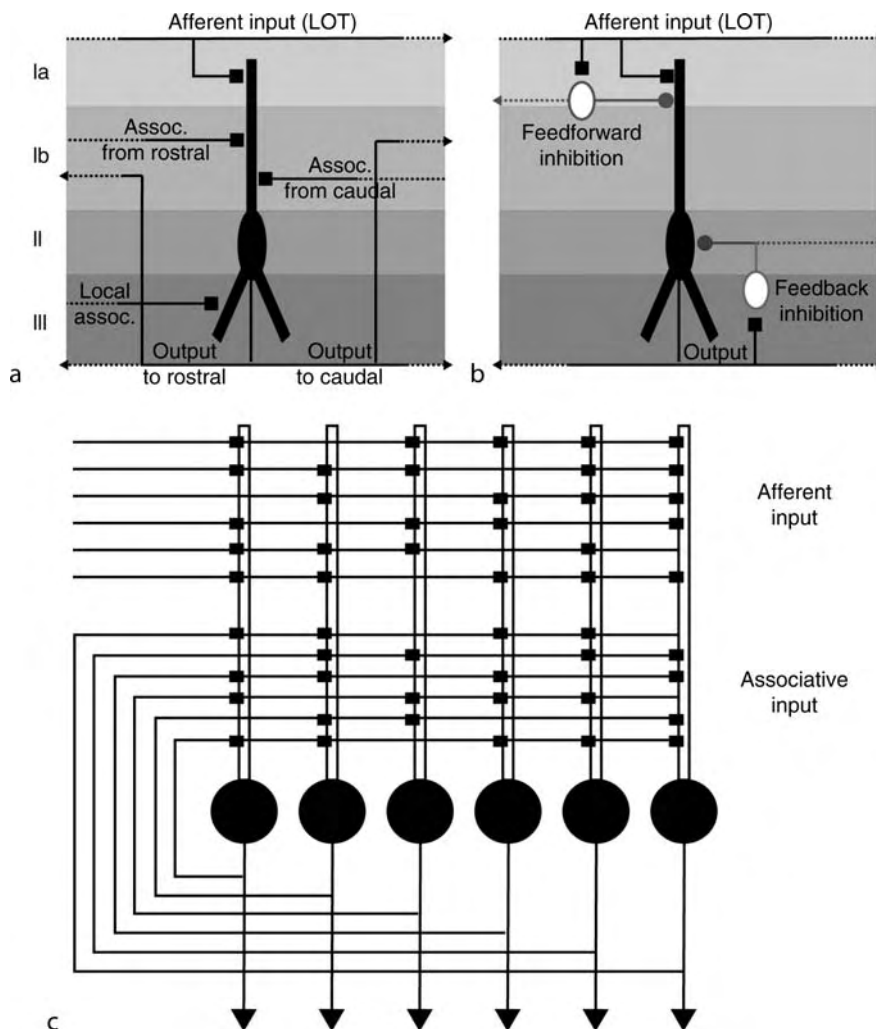 Afferent input (LOT)
Ia
Assoc.
from rostral
Ib
Assoc.
from caudal
II
Local
assoc.
III
Output
to rostral
Output
to caudal
a
Afferent input (LOT)
Feedforward
inhibition
Feedback
inhibition
Output
b
Afferent
input
Associative
input
c